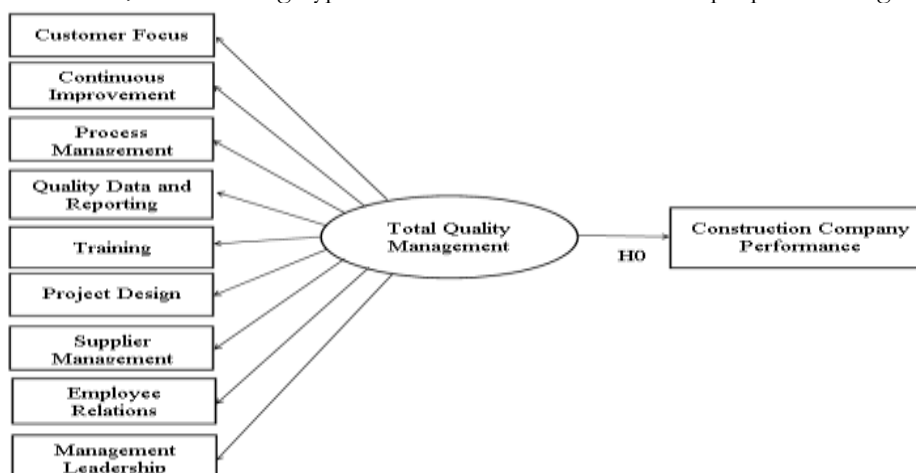 Customer Focus
Continuous
Improvement
Process
Management
Quality Data and
Reporting
Training
Project Design
Supplier
Management
Employee
Relations
Management
Leadership
Total Quality
Management
H0
Construction Company
Performance